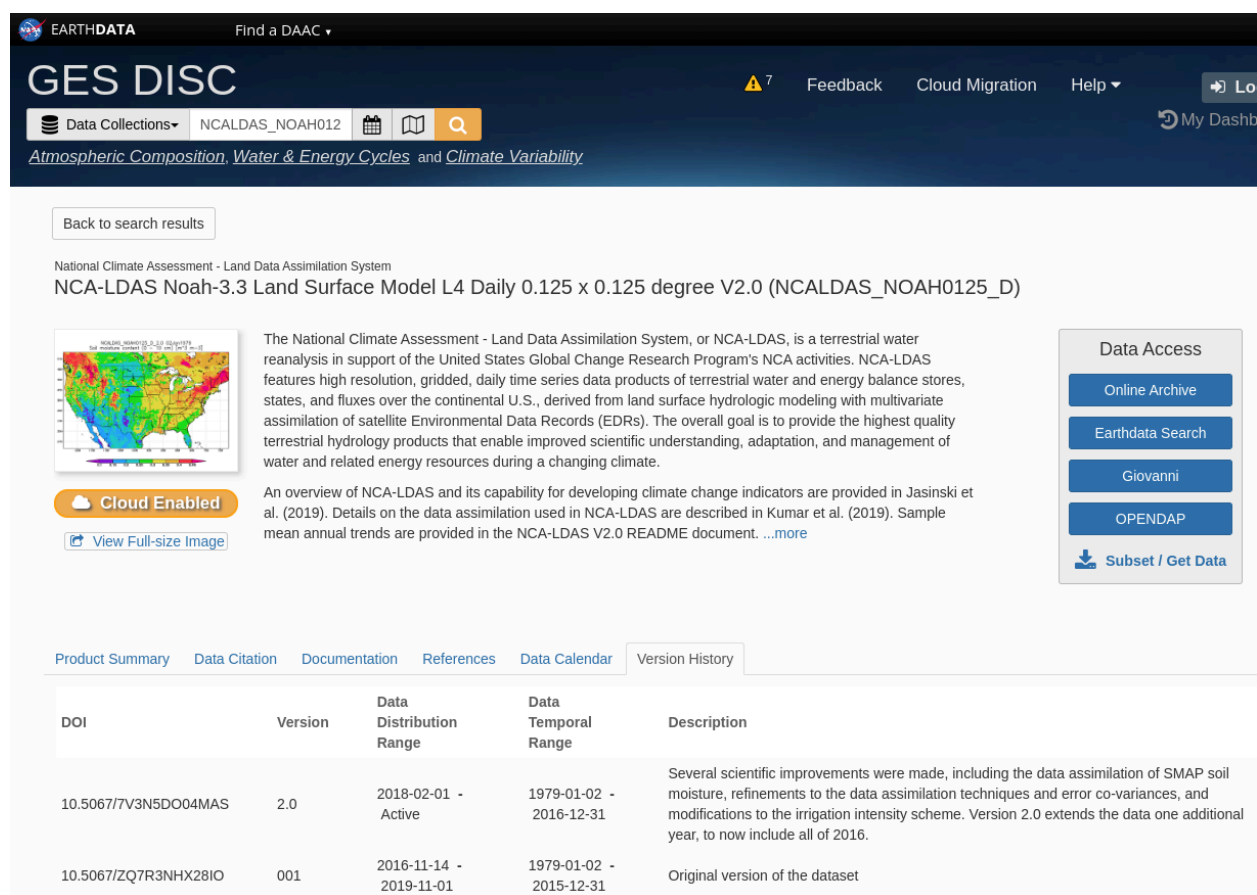 EARTHDATA Find a DAAC ▾
GES DISC
7 Feedback Cloud Migration Help ▾ Lo
Data Collections▾ NCALDAS_NOAH012
My Dashb
Atmospheric Composition, Water & Energy Cycles and Climate Variability
Back to search results
National Climate Assessment - Land Data Assimilation System
NCA-LDAS Noah-3.3 Land Surface Model L4 Daily 0.125 x 0.125 degree V2.0 (NCALDAS_NOAH0125_D)
The National Climate Assessment - Land Data Assimilation System, or NCA-LDAS, is a terrestrial water
reanalysis in support of the United States Global Change Research Program's NCA activities. NCA-LDAS
features high resolution, gridded, daily time series data products of terrestrial water and energy balance stores,
states, and fluxes over the continental U.S., derived from land surface hydrologic modeling with multivariate
assimilation of satellite Environmental Data Records (EDRs). The overall goal is to provide the highest quality
terrestrial hydrology products that enable improved scientific understanding, adaptation, and management of
water and related energy resources during a changing climate.
An overview of NCA-LDAS and its capability for developing climate change indicators are provided in Jasinski et
al. (2019). Details on the data assimilation used in NCA-LDAS are described in Kumar et al. (2019). Sample
mean annual trends are provided in the NCA-LDAS V2.0 README document. ...more
Cloud Enabled
View Full-size Image
Data Access
Online Archive
Earthdata Search
Giovanni
OPENDAP
Subset / Get Data
Product Summary Data Citation Documentation References Data Calendar Version History
DOI Version Data Distribution Range Data Temporal Range Description
10.5067/7V3N5DO04MAS 2.0 2018-02-01 - Active 1979-01-02 - 2016-12-31
Several scientific improvements were made, including the data assimilation of SMAP soil
moisture, refinements to the data assimilation techniques and error co-variances, and
modifications to the irrigation intensity scheme. Version 2.0 extends the data one additional
year, to now include all of 2016.
10.5067/ZQ7R3NHX28IO 001 2016-11-14 - 2019-11-01 1979-01-02 - 2015-12-31 Original version of the dataset